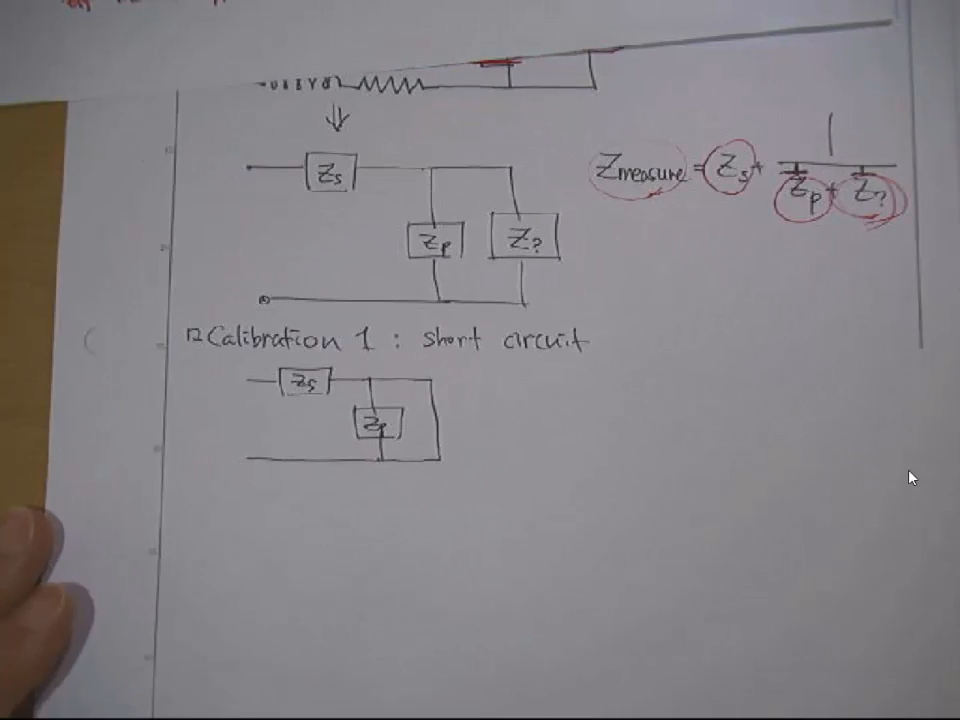 Zs
Zmeasure = Zs + 1 / (1/Zp + 1/Z?)
Zp
Z?
Calibration 1 : short circuit
Zs
Zp